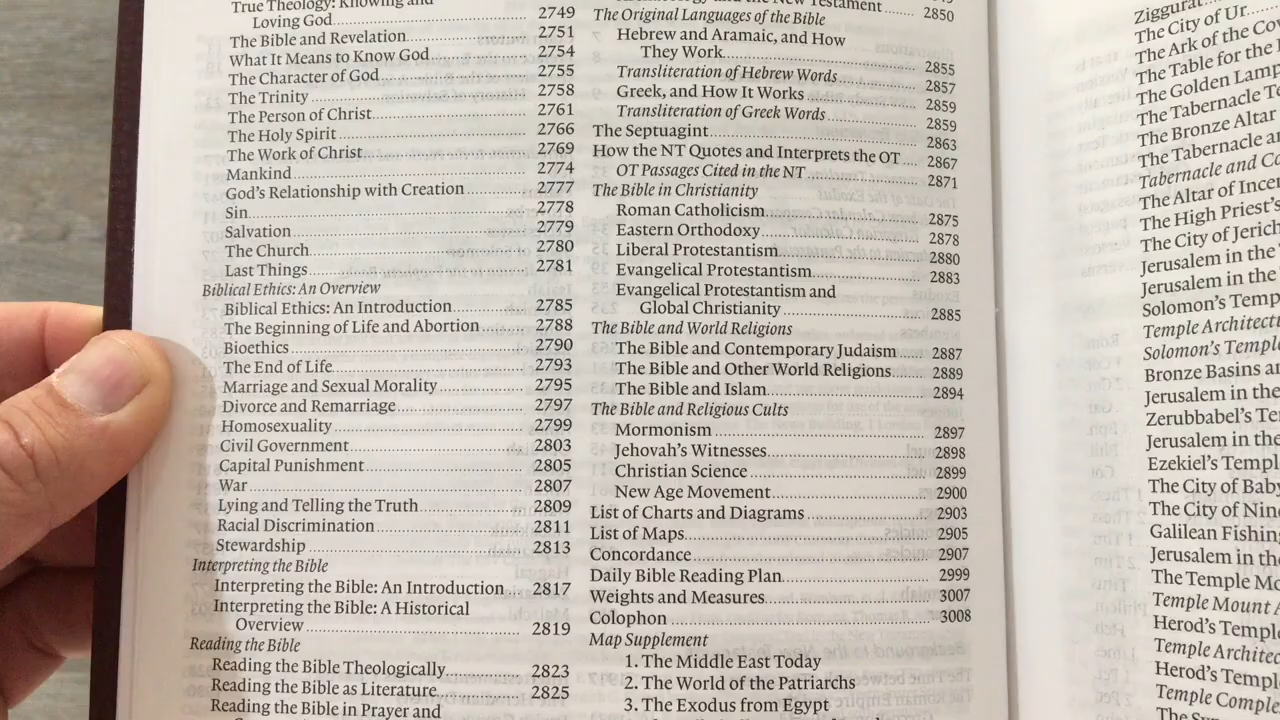 True Theology: Knowing and
Loving God 2749
The Bible and Revelation 2751
What It Means to Know God 2754
The Character of God 2755
The Trinity 2758
The Person of Christ 2761
The Holy Spirit 2766
The Work of Christ 2769
Mankind 2774
God's Relationship with Creation 2777
Sin 2778
Salvation 2779
The Church 2780
Last Things 2781
Biblical Ethics: An Overview
Biblical Ethics: An Introduction 2785
The Beginning of Life and Abortion 2788
Bioethics 2790
The End of Life 2793
Marriage and Sexual Morality 2795
Divorce and Remarriage 2797
Homosexuality 2799
Civil Government 2803
Capital Punishment 2805
War 2807
Lying and Telling the Truth 2809
Racial Discrimination 2811
Stewardship 2813
Interpreting the Bible
Interpreting the Bible: An Introduction 2817
Interpreting the Bible: A Historical
Overview 2819
Reading the Bible
Reading the Bible Theologically 2823
Reading the Bible as Literature 2825
Reading the Bible in Prayer and
New Testament 2850
The Original Languages of the Bible
Hebrew and Aramaic, and How
They Work 2855
Transliteration of Hebrew Words 2857
Greek, and How It Works 2859
Transliteration of Greek Words 2859
The Septuagint 2863
How the NT Quotes and Interprets the OT 2867
OT Passages Cited in the NT 2871
The Bible in Christianity
Roman Catholicism 2875
Eastern Orthodoxy 2878
Liberal Protestantism 2880
Evangelical Protestantism 2883
Evangelical Protestantism and
Global Christianity 2885
The Bible and World Religions
The Bible and Contemporary Judaism 2887
The Bible and Other World Religions 2889
The Bible and Islam 2894
The Bible and Religious Cults
Mormonism 2897
Jehovah's Witnesses 2898
Christian Science 2899
New Age Movement 2900
List of Charts and Diagrams 2903
List of Maps 2905
Concordance 2907
Daily Bible Reading Plan 2999
Weights and Measures 3007
Colophon 3008
Map Supplement
1. The Middle East Today
2. The World of the Patriarchs
3. The Exodus from Egypt
Ziggurat
The City of Ur
The Ark of the Co
The Table for the
The Golden Lamp
The Tabernacle Te
The Bronze Altar
The Tabernacle a
Tabernacle and Co
The Altar of Incer
The High Priest's
The City of Jerich
Jerusalem in the
Jerusalem in the
Solomon's Temp
Temple Architect
Solomon's Templ
Bronze Basins ar
Jerusalem in the
Zerubbabel's Te
Jerusalem in the
Ezekiel's Templ
The City of Baby
The City of Nine
Galilean Fishing
Jerusalem in the
The Temple Mo
Temple Mount A
Herod's Templ
Temple Architec
Herod's Templ
Temple Comple